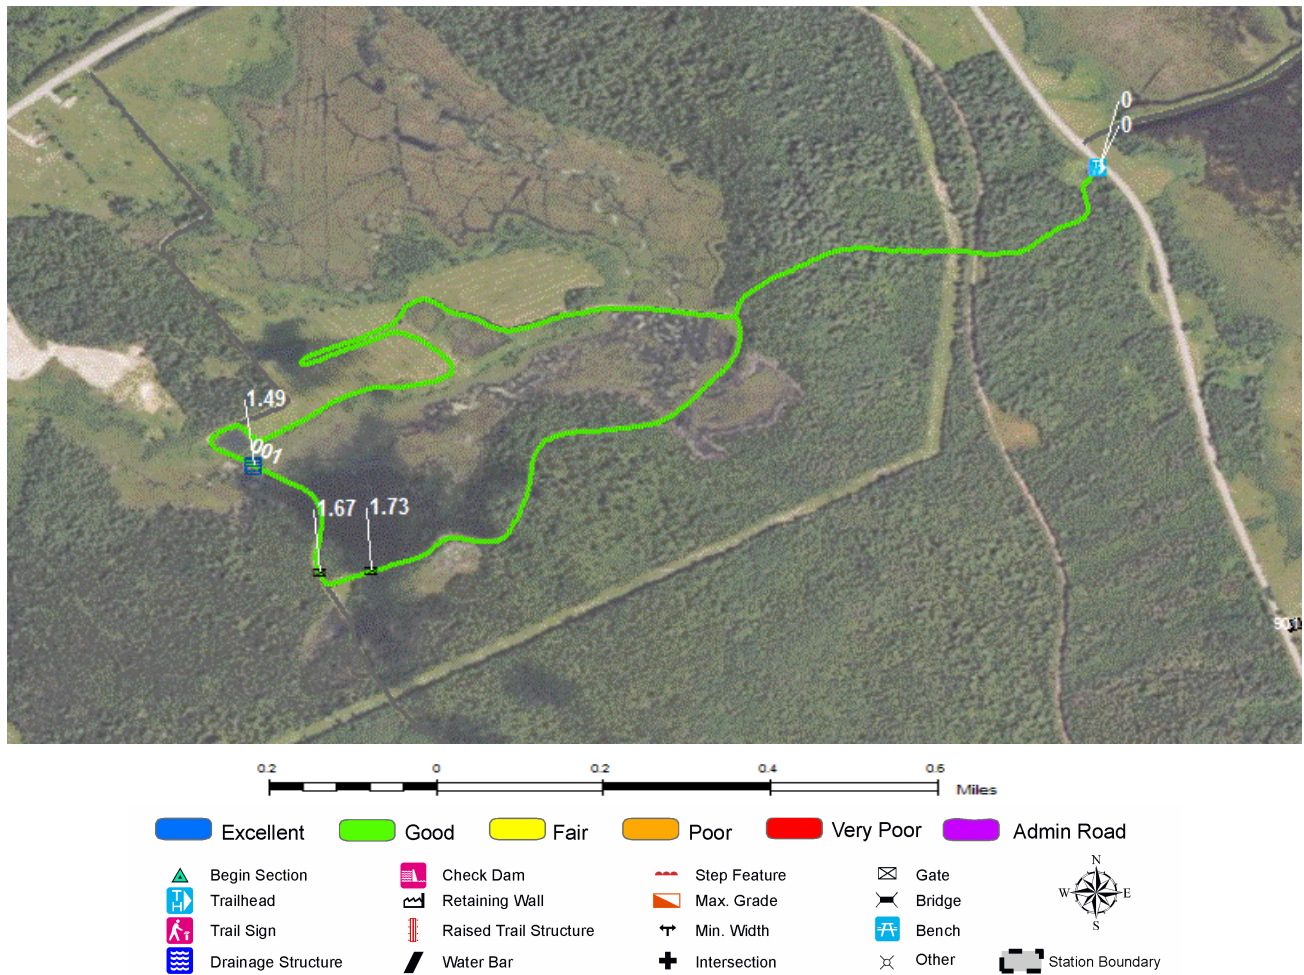 0
0
1.49
001
1.67 1.73
0.2 0 0.2 0.4 0.6 Miles
Excellent Good Fair Poor Very Poor Admin Road
Begin Section Check Dam Step Feature Gate N
Trailhead Retaining Wall Max. Grade Bridge W E
Trail Sign Raised Trail Structure Min. Width Bench S
Drainage Structure Water Bar Intersection Other Station Boundary